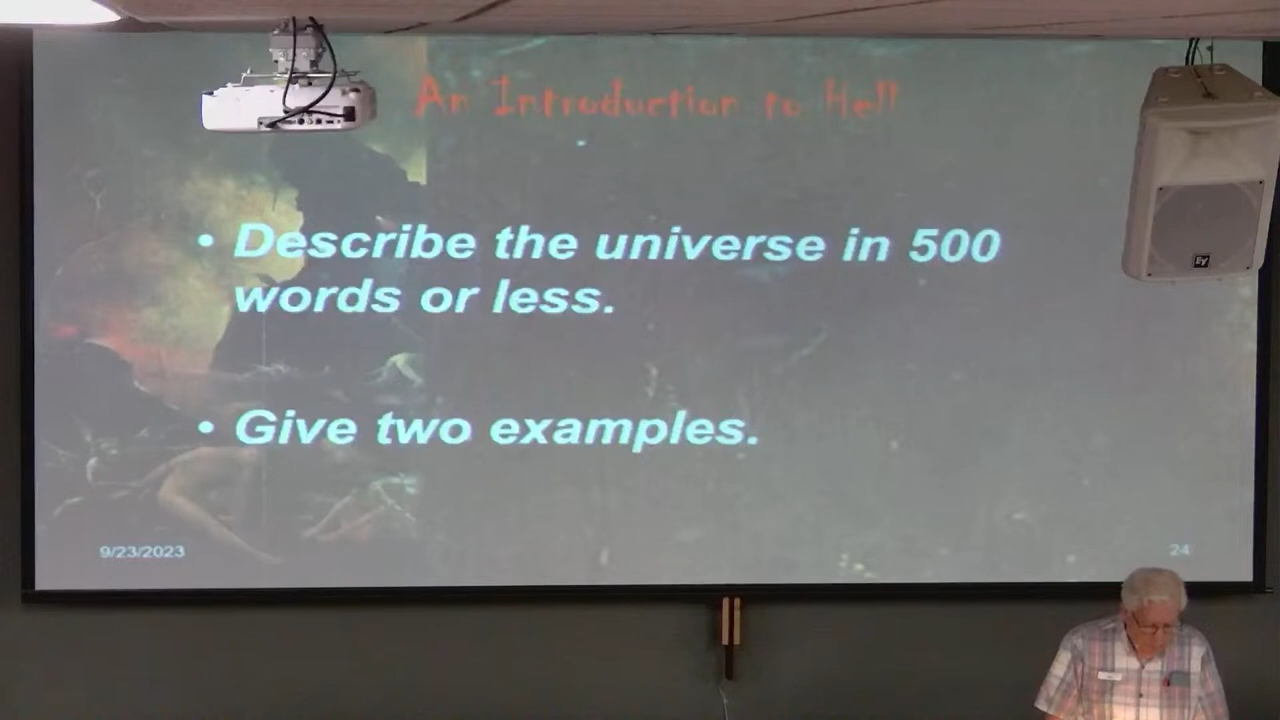 An Introduction to Hell
• Describe the universe in 500
words or less.
• Give two examples.
9/23/2023
24
EV